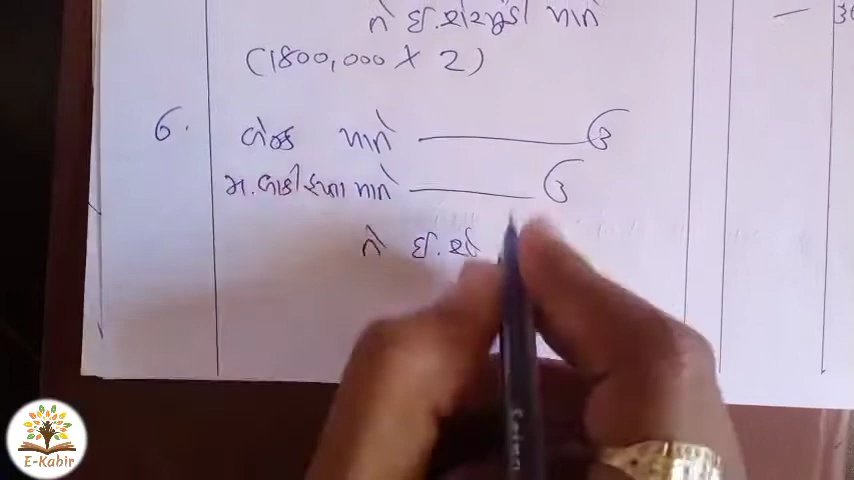 તે ઈ.શેરમૂડી ખાતે
(1800,000 X 2)
6. બેન્ક ખાતે ઉ
મ.બાકી હપ્તા ખાતે ઉ
તે ઈ.શે
E-Kabir